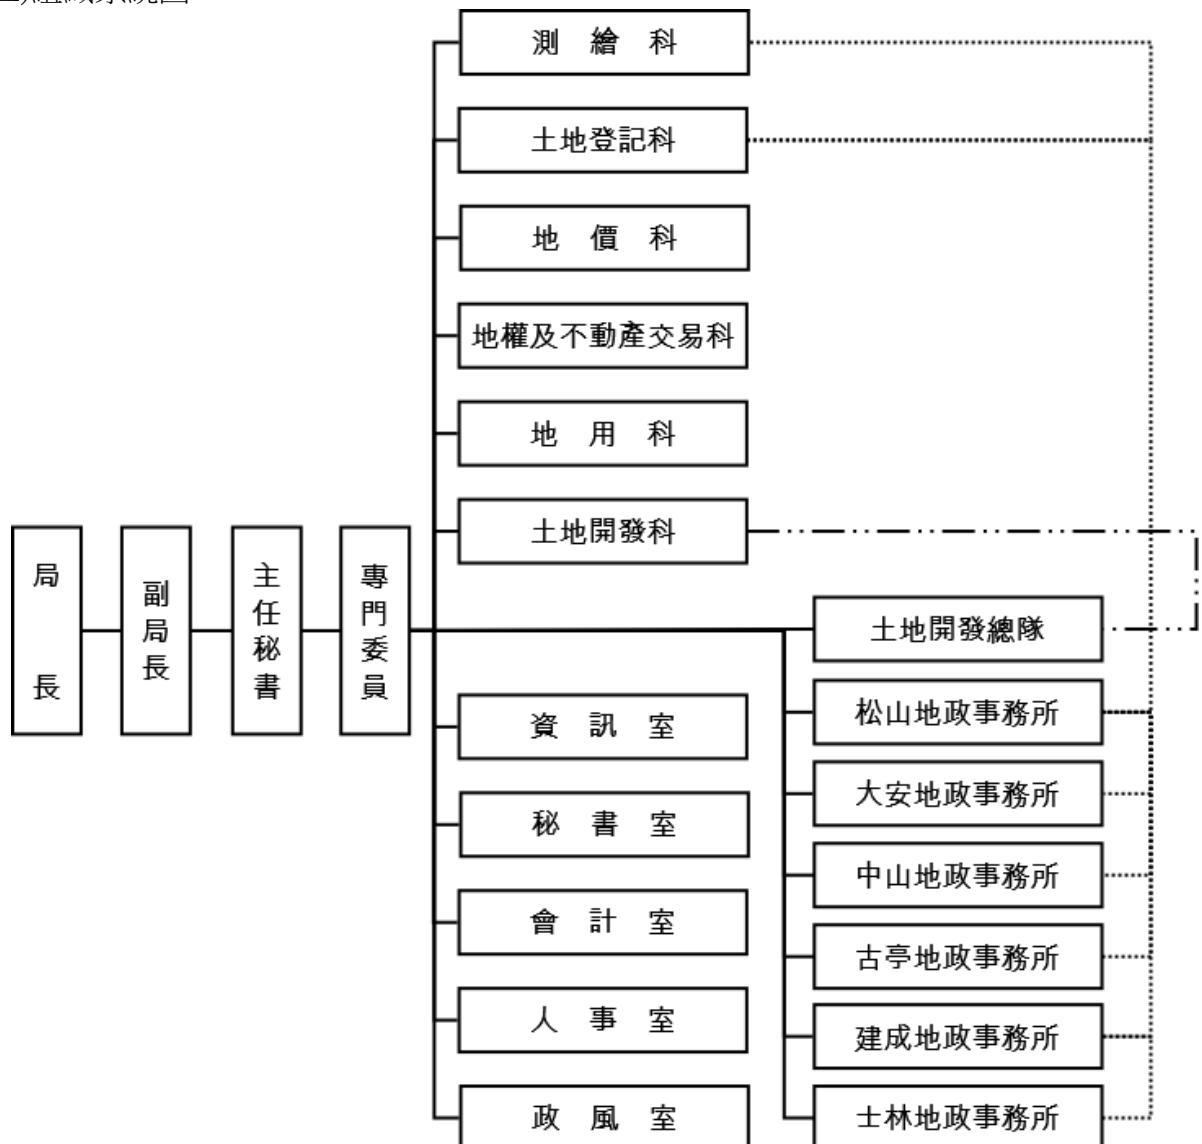 組織系統圖
測繪科
土地登記科
地價科
地權及不動產交易科
地用科
土地開發科
局長
副局長
主任秘書
專門委員
土地開發總隊
松山地政事務所
大安地政事務所
中山地政事務所
古亭地政事務所
建成地政事務所
士林地政事務所
資訊室
秘書室
會計室
人事室
政風室